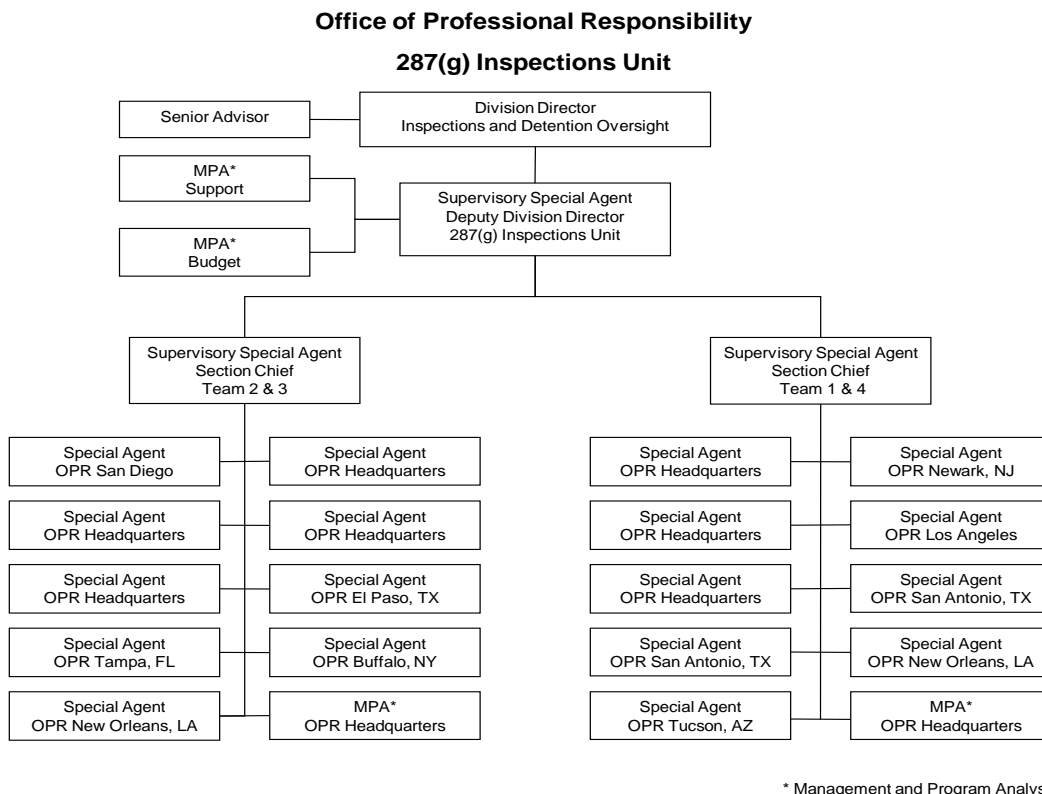 Office of Professional Responsibility
287(g) Inspections Unit
Senior Advisor
Division Director
Inspections and Detention Oversight
MPA*
Support
MPA*
Budget
Supervisory Special Agent
Deputy Division Director
287(g) Inspections Unit
Supervisory Special Agent
Section Chief
Team 2 & 3
Special Agent
OPR San Diego
Special Agent
OPR Headquarters
Special Agent
OPR Headquarters
Special Agent
OPR Headquarters
Special Agent
OPR Headquarters
Special Agent
OPR El Paso, TX
Special Agent
OPR Tampa, FL
Special Agent
OPR Buffalo, NY
Special Agent
OPR New Orleans, LA
MPA*
OPR Headquarters
Supervisory Special Agent
Section Chief
Team 1 & 4
Special Agent
OPR Headquarters
Special Agent
OPR Newark, NJ
Special Agent
OPR Headquarters
Special Agent
OPR Los Angeles
Special Agent
OPR Headquarters
Special Agent
OPR San Antonio, TX
Special Agent
OPR San Antonio, TX
Special Agent
OPR New Orleans, LA
Special Agent
OPR Tucson, AZ
MPA*
OPR Headquarters
* Management and Program Analys